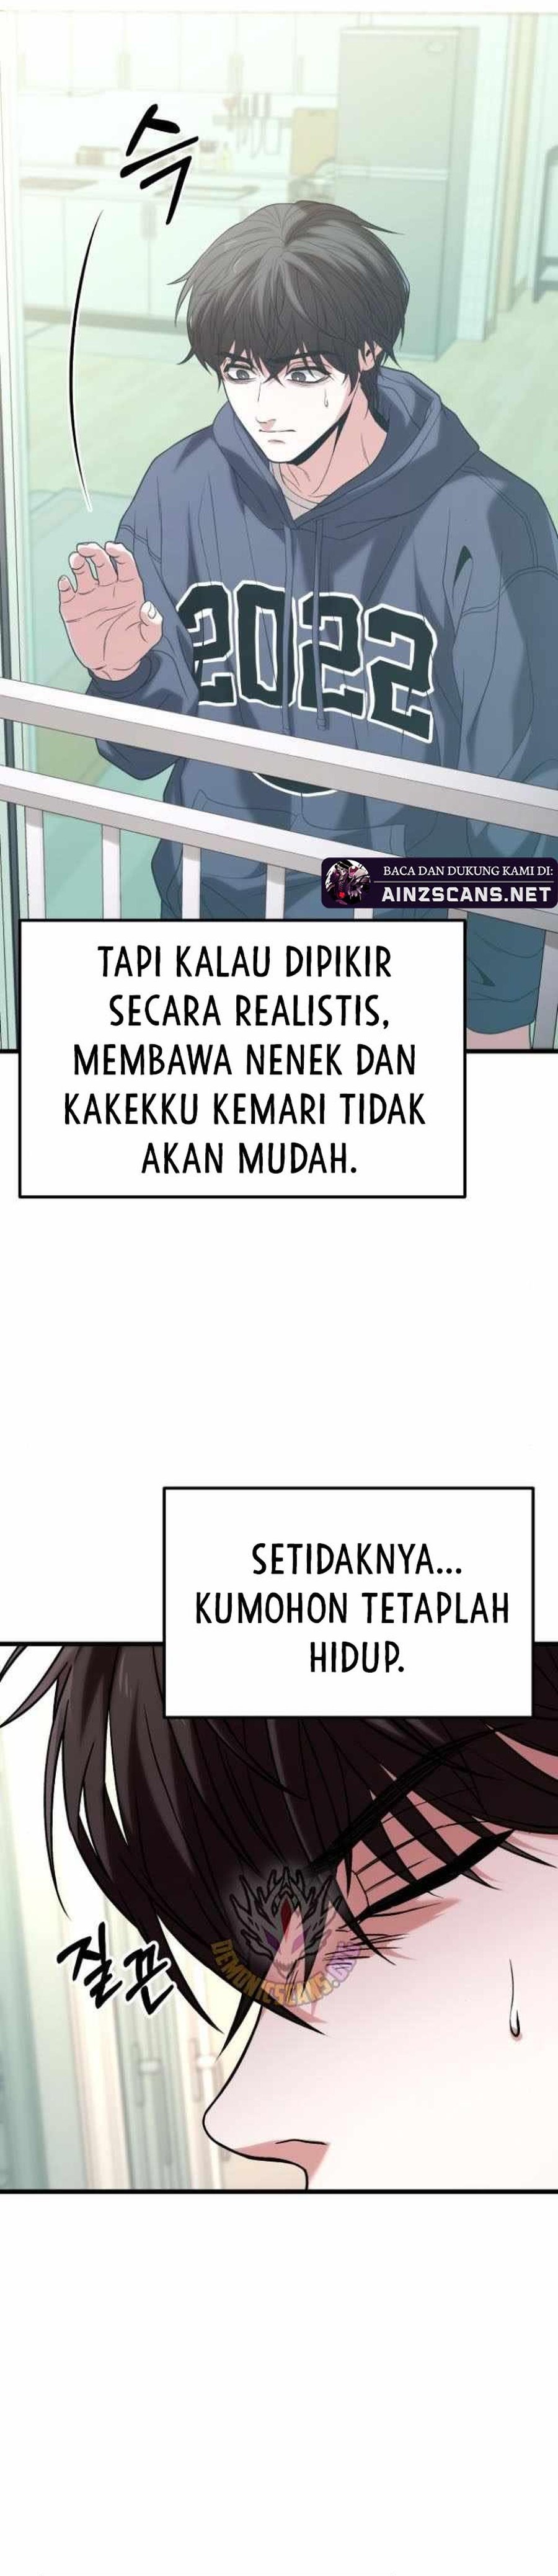 스
2022
BACA DAN DUKUNG KAMI DI:
AINZSCANS.NET
TAPI KALAU DIPIKIR
SECARA REALISTIS,
MEMBAWA NENEK DAN
KAKEKKU KEMARI TIDAK
AKAN MUDAH.
SETIDAKNYA...
KUMOHON TETAPLAH
HIDUP.
질끈